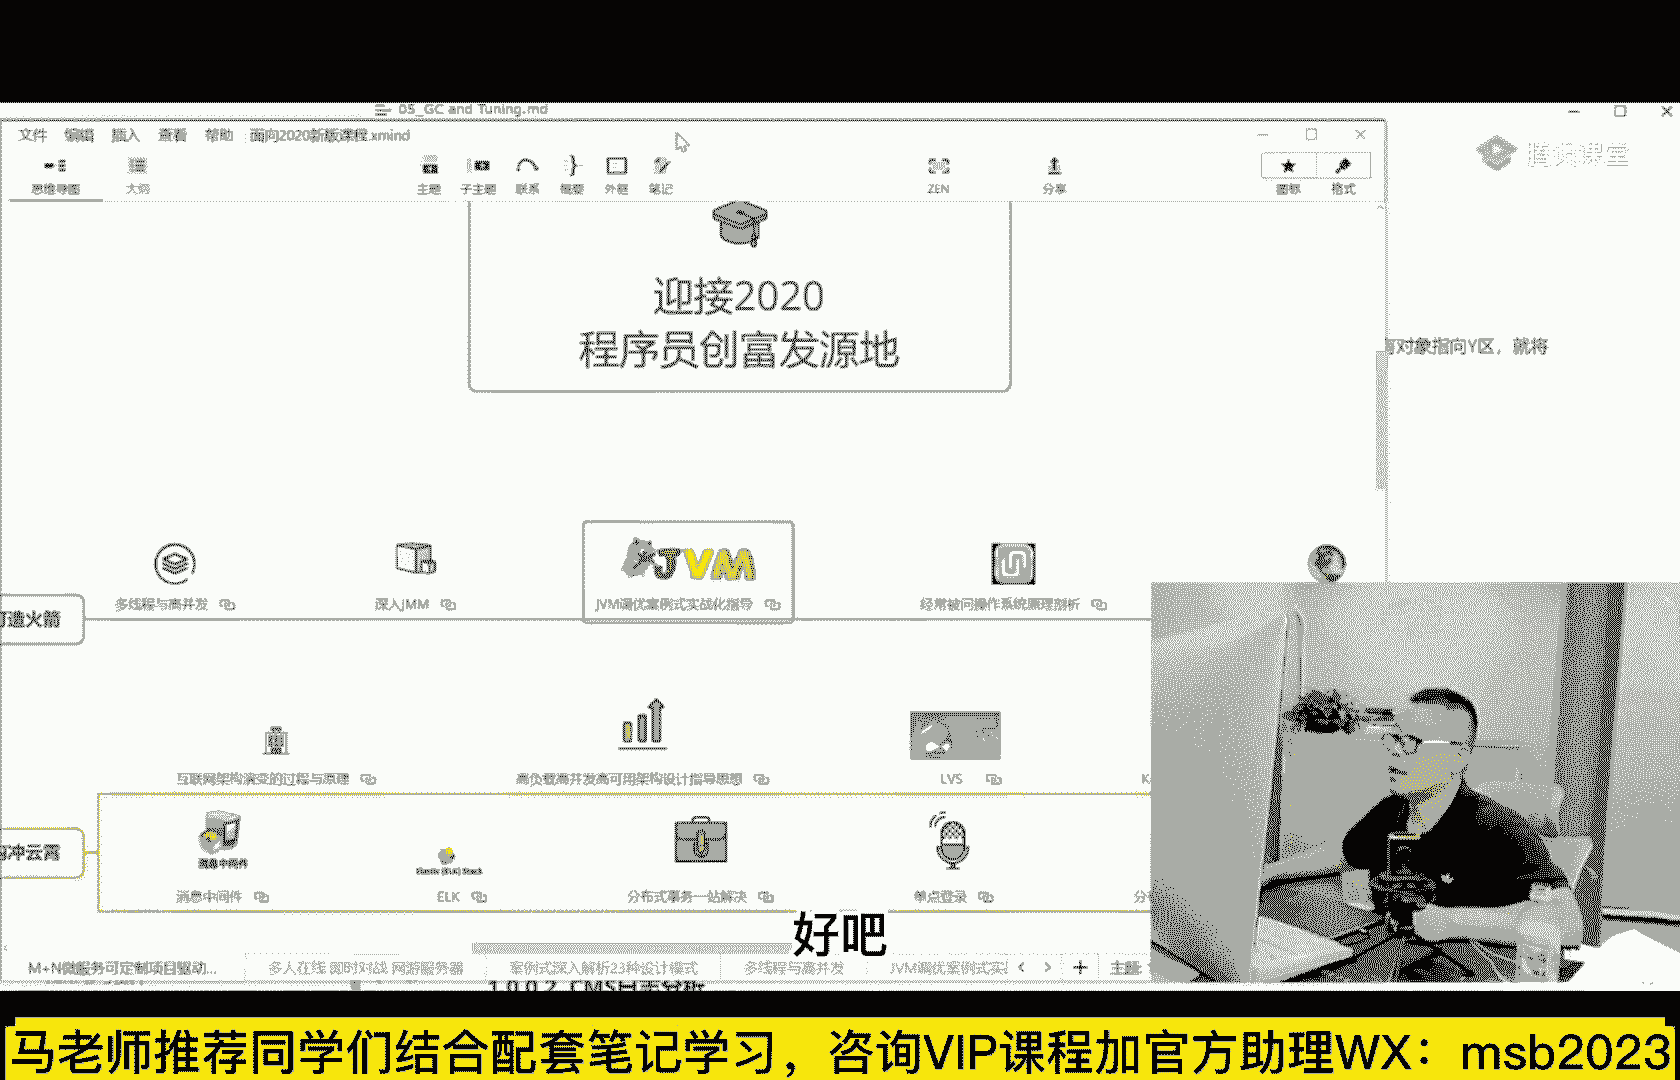 05_GC and Tuning.md
文件 编辑 插入 查看 帮助 面向2020新版课程.xmind
思维导图 大纲 主题 子主题 联系 概要 外框 笔记 ZEN 分享 图标 格式
腾讯课堂
迎接2020
程序员创富发源地
有对象指向Y区，就将
JVM
多线程与高并发 深入JMM JVM调优案例式实战化指导 经常被问操作系统原理剖析
打造火箭
互联网架构演变的过程与原理 高负载高并发高可用架构设计指导思想 LVS K
冲云霄
消息中间件
Elastic (ELK) Stack
消息中间件 ELK 分布式事务一站解决 单点登录 分
好吧
M+N微服务可定制项目驱动... 多人在线 即时对战 网游服务器 案例式深入解析23种设计模式 多线程与高并发 JVM调优案例式实 主题
1.0.0.2 CMS日志分析
马老师推荐同学们结合配套笔记学习，咨询VIP课程加官方助理WX：msb2023